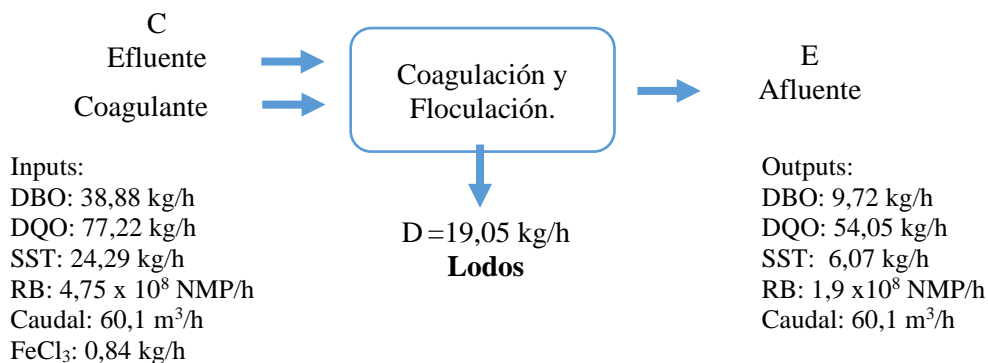 C
Efluente
Coagulante
Coagulación y
Floculación.
E
Afluente
Inputs:
DBO: 38,88 kg/h
DQO: 77,22 kg/h
SST: 24,29 kg/h
RB: 4,75 x 10⁸ NMP/h
Caudal: 60,1 m³/h
FeCl₃: 0,84 kg/h
D =19,05 kg/h
Lodos
Outputs:
DBO: 9,72 kg/h
DQO: 54,05 kg/h
SST: 6,07 kg/h
RB: 1,9 x10⁸ NMP/h
Caudal: 60,1 m³/h